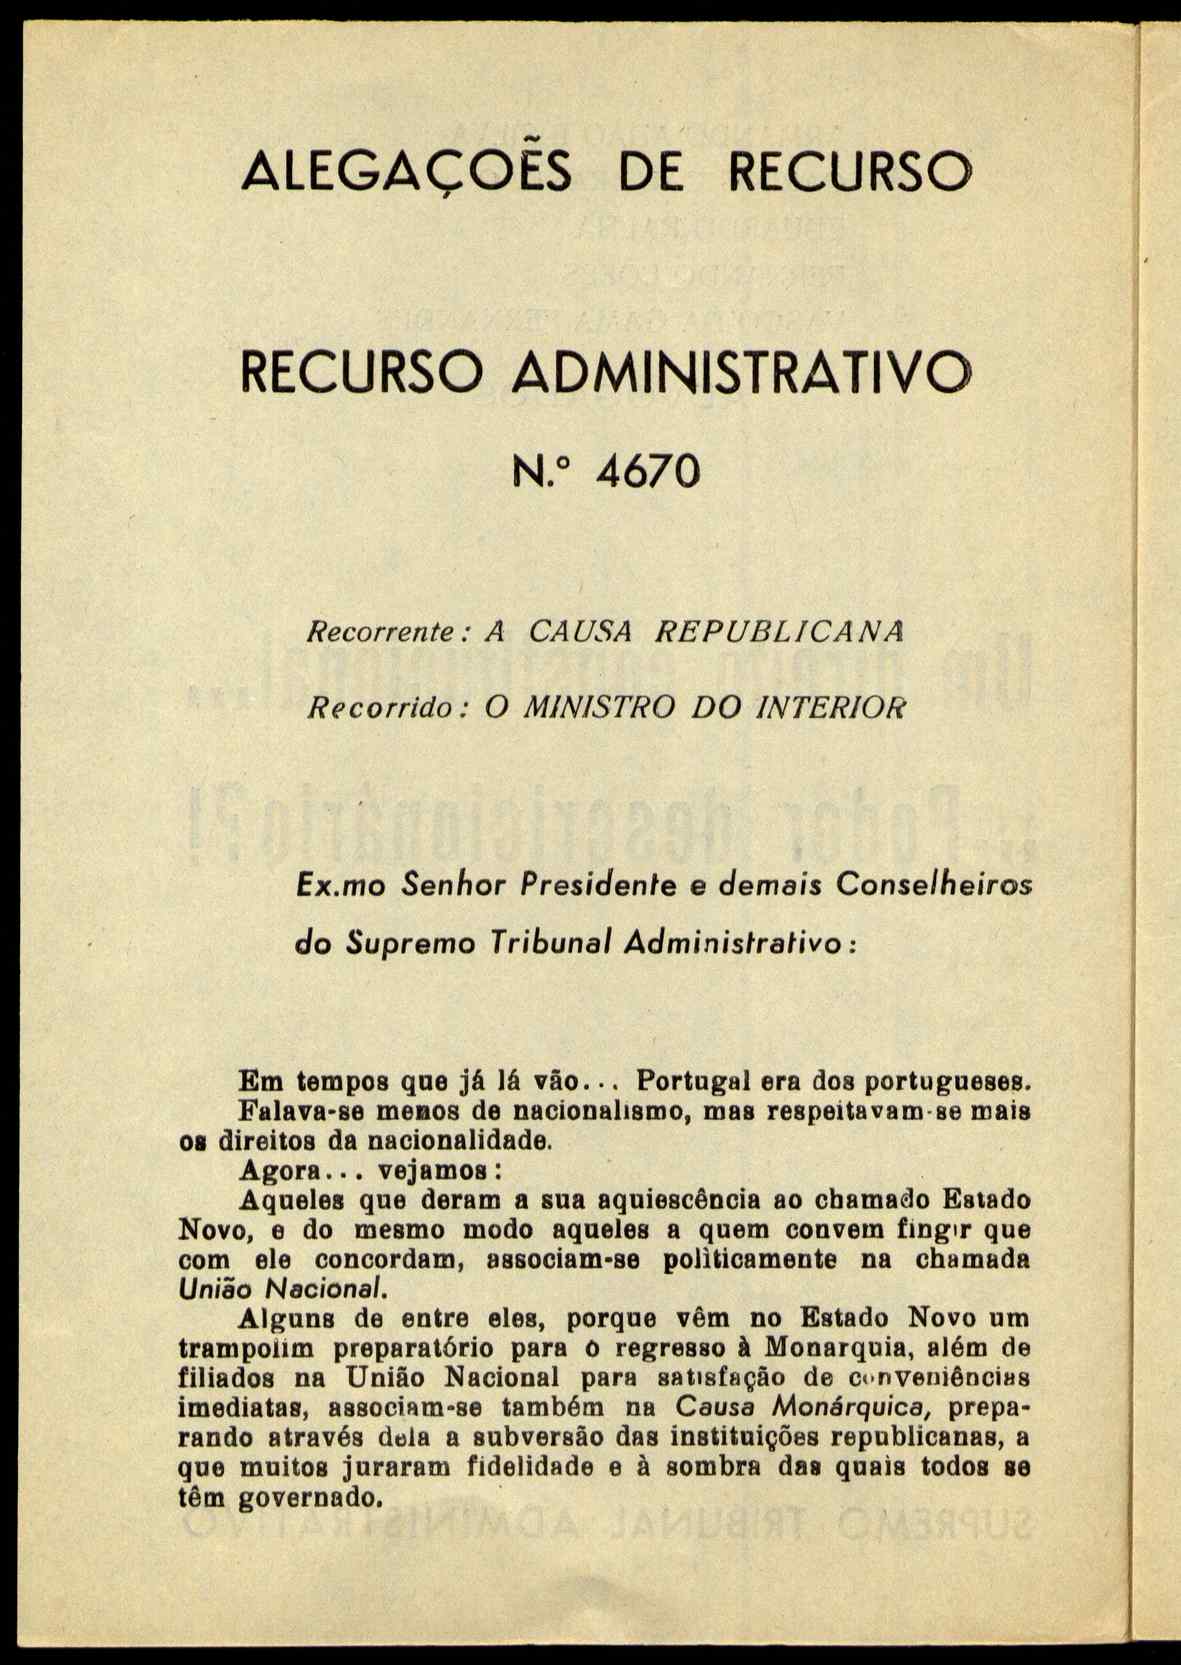 ALEGAÇOẼS DE RECURSO
RECURSO ADMINISTRATIVO
N.º 4670
Recorrente: A CAUSA REPUBLICANA
Recorrido: O MINISTRO DO INTERIOR
Ex.mo Senhor Presidente e demais Conselheiros
do Supremo Tribunal Administrativo:
Em tempos que já lá vão... Portugal era dos portugueses.
Falava-se menos de nacionalismo, mas respeitavam-se mais
os direitos da nacionalidade.
Agora... vejamos:
Aqueles que deram a sua aquiescência ao chamado Estado
Novo, e do mesmo modo aqueles a quem convem fingir que
com ele concordam, associam-se polìticamente na chamada
União Nacional.
Alguns de entre eles, porque vêm no Estado Novo um
trampolim preparatório para o regresso à Monarquia, além de
filiados na União Nacional para satisfação de conveniências
imediatas, associam-se também na Causa Monárquica, prepa-
rando através dela a subversão das instituições republicanas, a
que muitos juraram fidelidade e à sombra das quais todos se
têm governado.
SUPREMO TRIBUNAL ADMINISTRATIVO